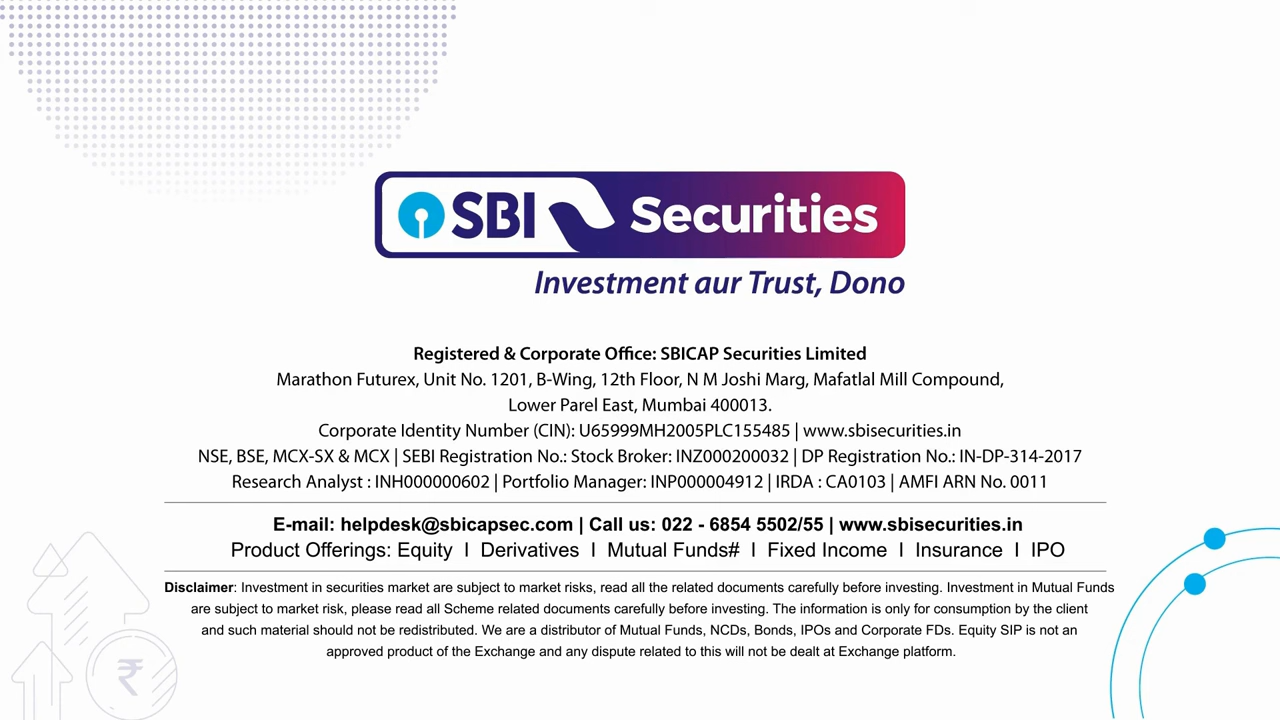 SBI Securities
Investment aur Trust, Dono
Registered & Corporate Office: SBICAP Securities Limited
Marathon Futurex, Unit No. 1201, B-Wing, 12th Floor, N M Joshi Marg, Mafatlal Mill Compound,
Lower Parel East, Mumbai 400013.
Corporate Identity Number (CIN): U65999MH2005PLC155485 | www.sbisecurities.in
NSE, BSE, MCX-SX & MCX | SEBI Registration No.: Stock Broker: INZ000200032 | DP Registration No.: IN-DP-314-2017
Research Analyst : INH000000602 | Portfolio Manager: INP000004912 | IRDA : CA0103 | AMFI ARN No. 0011
E-mail: helpdesk@sbicapsec.com | Call us: 022 - 6854 5502/55 | www.sbisecurities.in
Product Offerings: Equity I Derivatives I Mutual Funds# I Fixed Income I Insurance I IPO
Disclaimer: Investment in securities market are subject to market risks, read all the related documents carefully before investing. Investment in Mutual Funds
are subject to market risk, please read all Scheme related documents carefully before investing. The information is only for consumption by the client
and such material should not be redistributed. We are a distributor of Mutual Funds, NCDs, Bonds, IPOs and Corporate FDs. Equity SIP is not an
approved product of the Exchange and any dispute related to this will not be dealt at Exchange platform.
₹